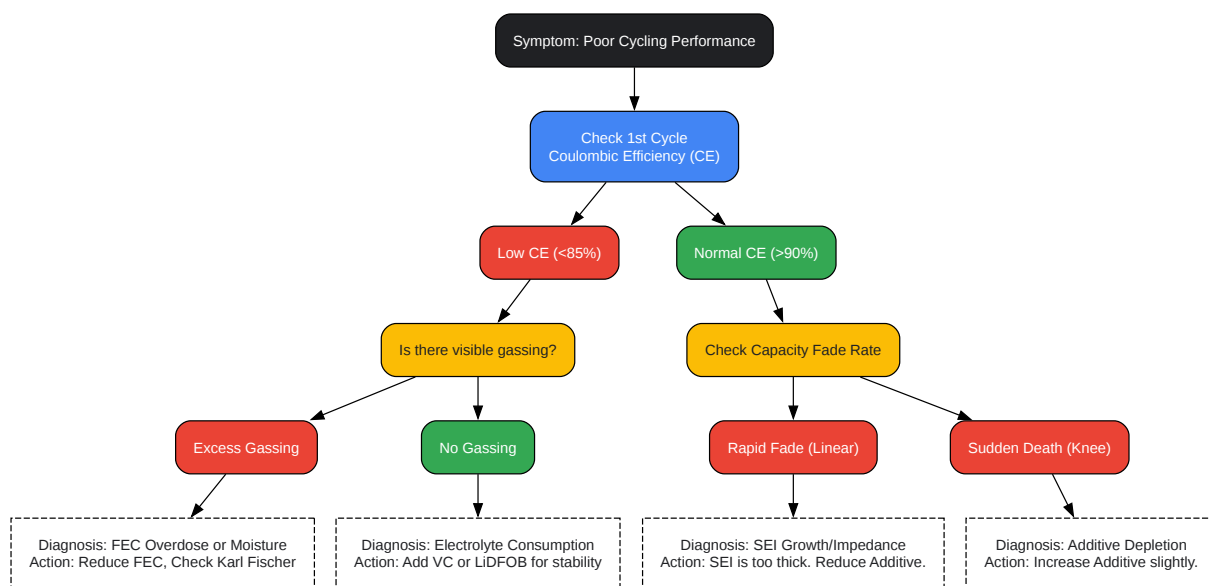 Symptom: Poor Cycling Performance
Check 1st Cycle
Coulombic Efficiency (CE)
Low CE (<85%)
Normal CE (>90%)
Is there visible gassing?
Check Capacity Fade Rate
Excess Gassing
No Gassing
Rapid Fade (Linear)
Sudden Death (Knee)
Diagnosis: FEC Overdose or Moisture
Action: Reduce FEC, Check Karl Fischer
Diagnosis: Electrolyte Consumption
Action: Add VC or LiDFOB for stability
Diagnosis: SEI Growth/Impedance
Action: SEI is too thick. Reduce Additive.
Diagnosis: Additive Depletion
Action: Increase Additive slightly.